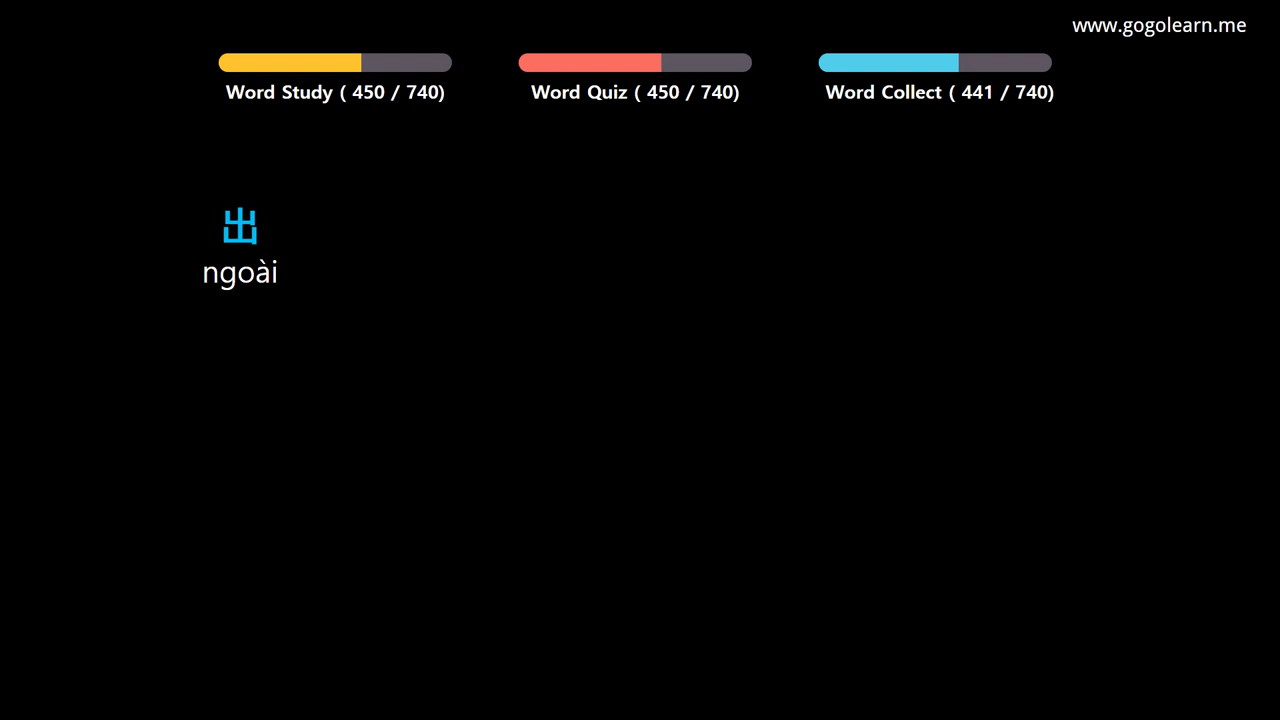 www.gogolearn.me
Word Study ( 450 / 740)
Word Quiz ( 450 / 740)
Word Collect ( 441 / 740)
出
ngoài